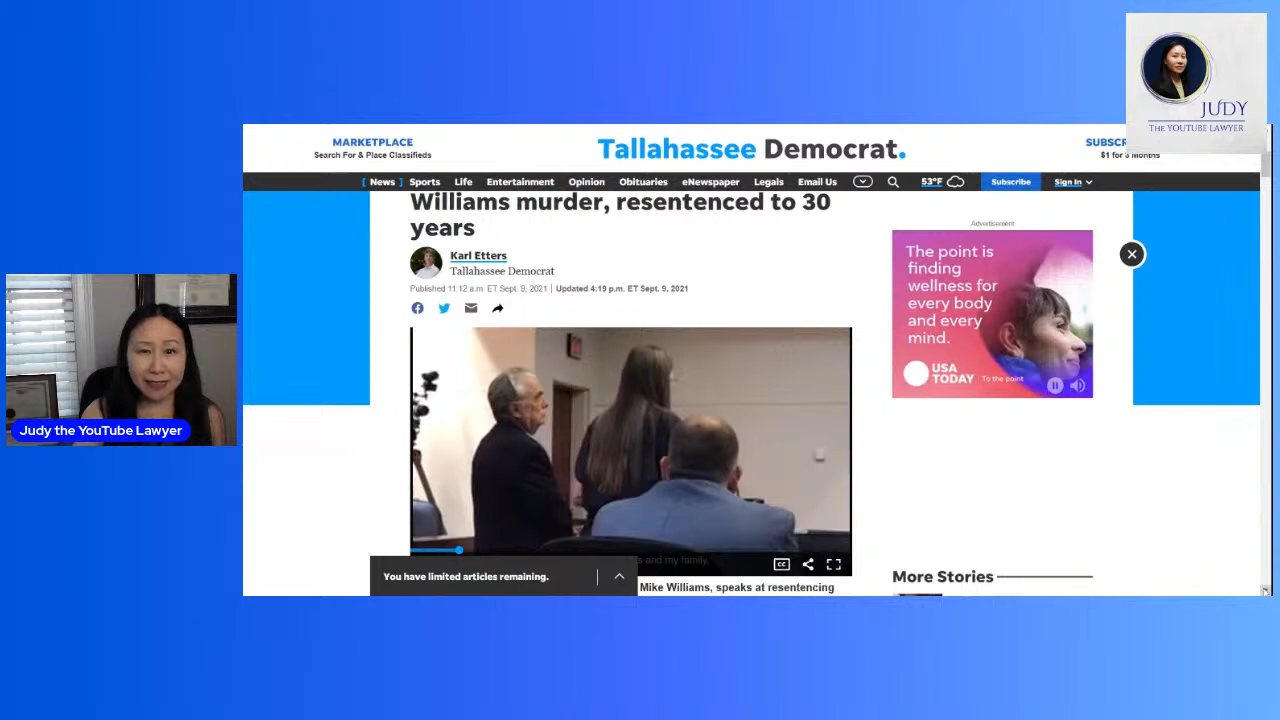 JUDY
THE YOUTUBE LAWYER
MARKETPLACE
Search For & Place Classifieds
Tallahassee Democrat.
SUBSCR
$1 for 3 months
[ News ] Sports Life Entertainment Opinion Obituaries eNewspaper Legals Email Us 53°F Subscribe Sign In
Williams murder, resentenced to 30
years
Karl Etters
Tallahassee Democrat
Published 11:12 a.m. ET Sept. 9, 2021 | Updated 4:19 p.m. ET Sept. 9, 2021
Advertisement
The point is
finding
wellness for
every body
and every
mind.
USA
TODAY
To the point
Judy the YouTube Lawyer
s and my family.
CC
You have limited articles remaining.
Mike Williams, speaks at resentencing
More Stories